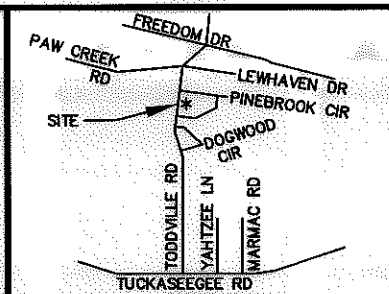 FREEDOM DR
PAW CREEK
RD
LEWHAVEN DR
PINEBROOK CIR
SITE
*
DOGWOOD
CIR
TODDVILLE RD
YAHTZEE LN
MARMAC RD
TUCKASEEGEE RD